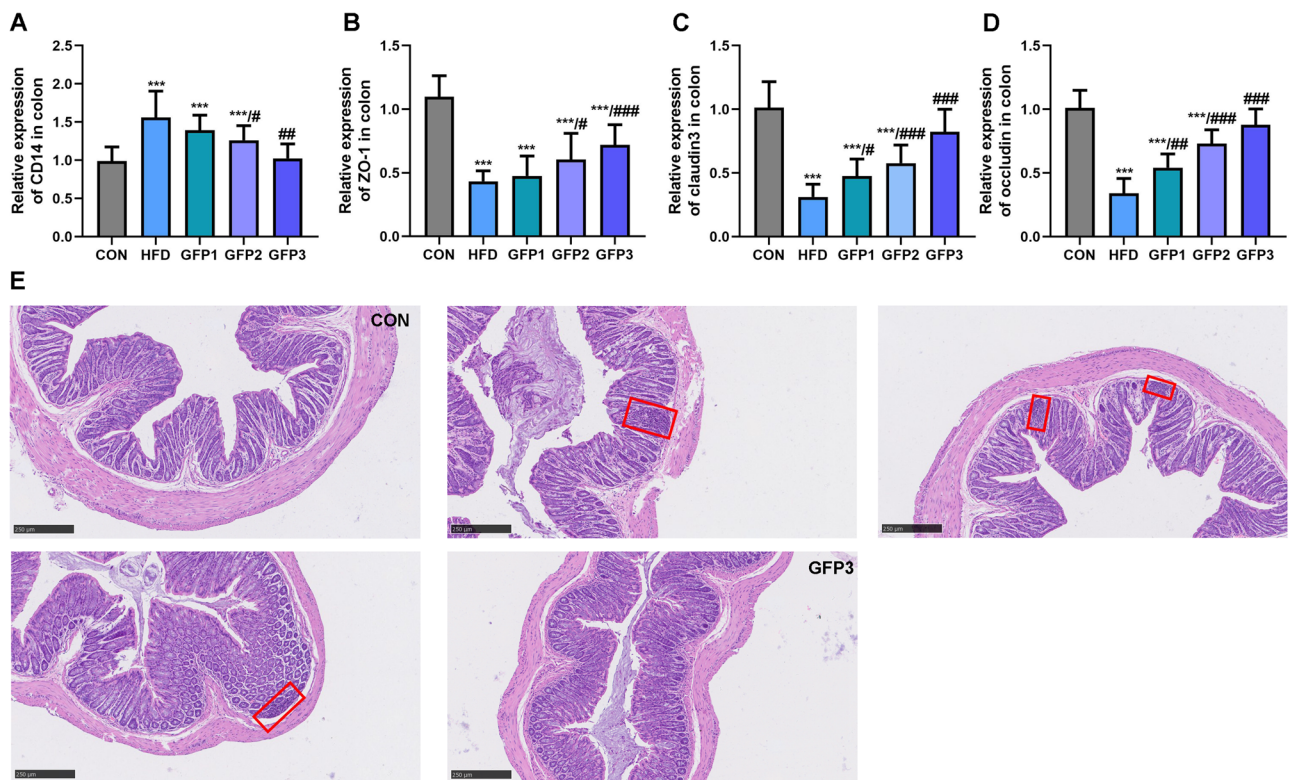 A
Relative expression
of CD14 in colon
2.5
2.0
1.5
1.0
0.5
0.0
***
***
***/#
##
CON HFD GFP1 GFP2 GFP3
B
Relative expression
of ZO-1 in colon
1.5
1.0
0.5
0.0
***
***
***/#
***/###
CON HFD GFP1 GFP2 GFP3
C
Relative expression
of claudin3 in colon
1.5
1.0
0.5
0.0
***
***/#
***/###
###
CON HFD GFP1 GFP2 GFP3
D
Relative expression
of occludin in colon
1.5
1.0
0.5
0.0
***
***/##
***/###
###
CON HFD GFP1 GFP2 GFP3
E
CON
250 µm
250 µm
250 µm
GFP3
250 µm
250 µm